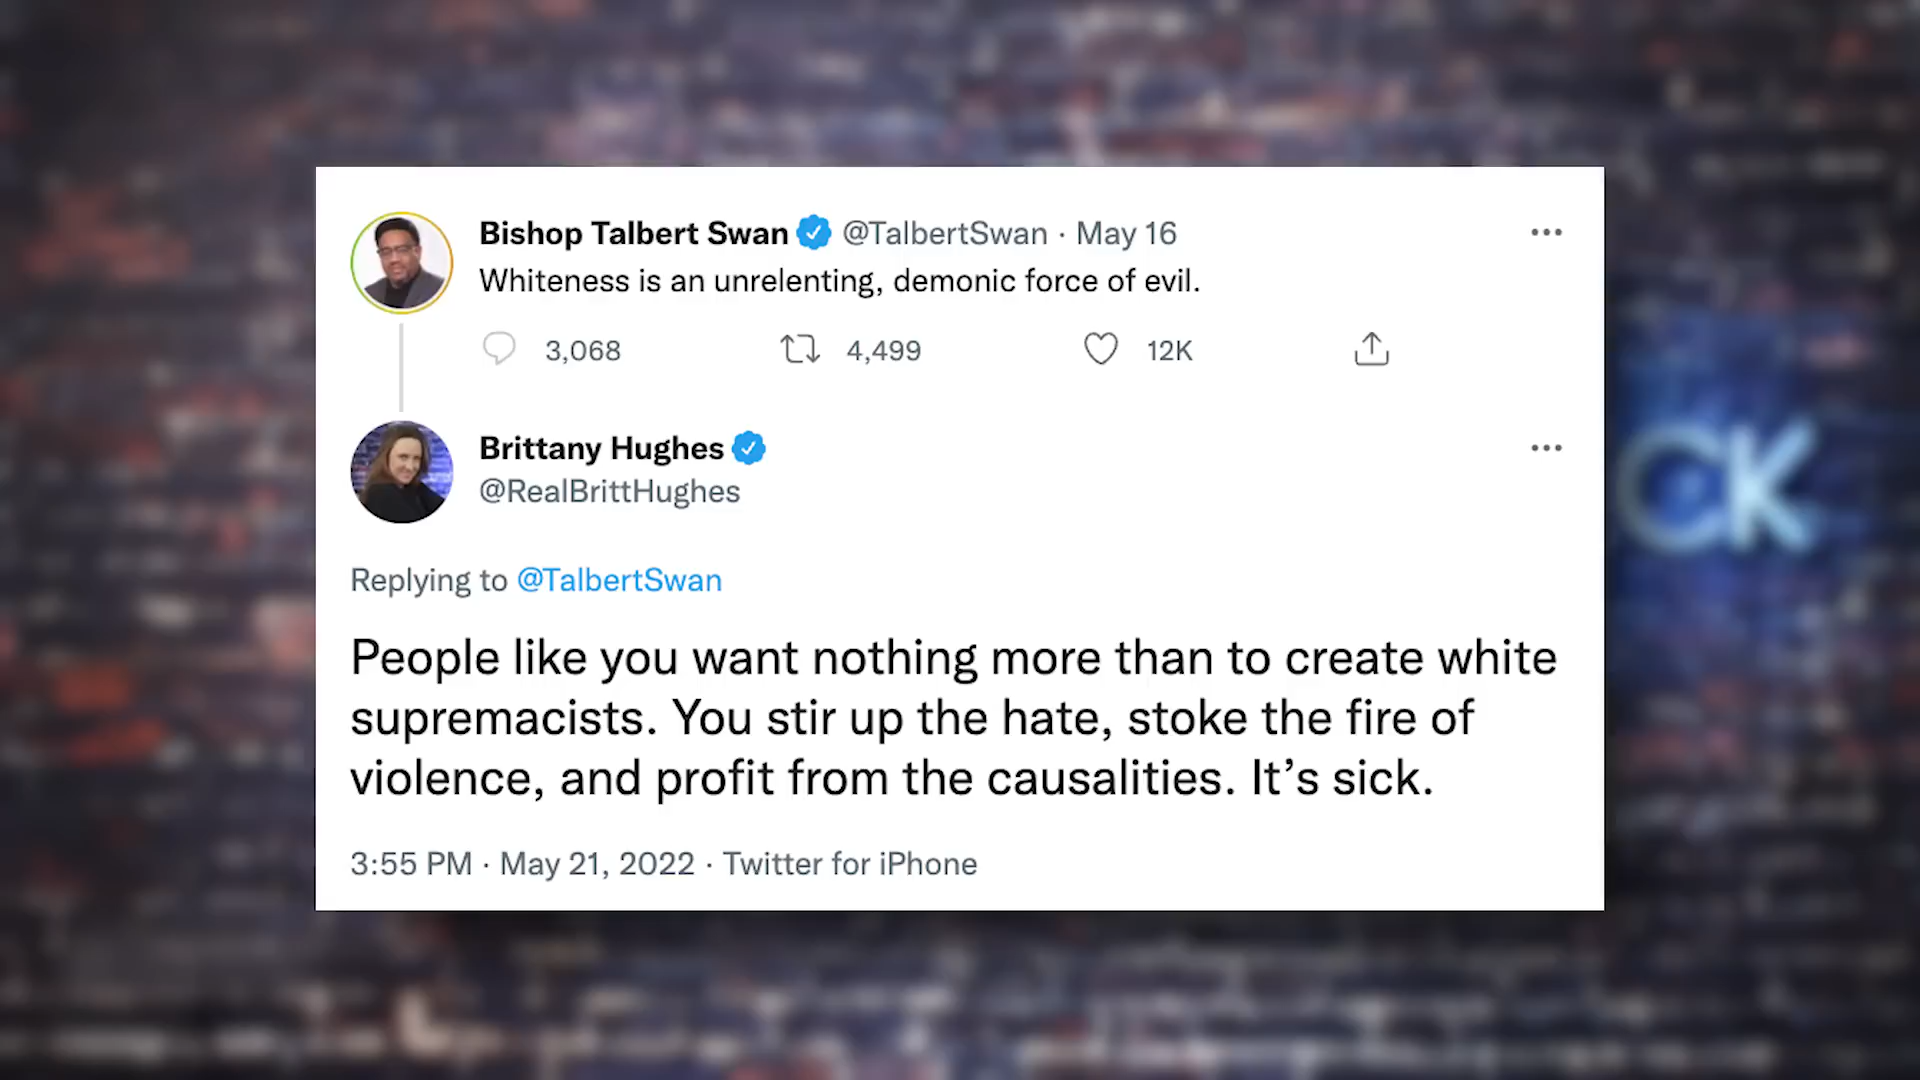 Bishop Talbert Swan @TalbertSwan · May 16
Whiteness is an unrelenting, demonic force of evil.
3,068 4,499 12K
Brittany Hughes
@RealBrittHughes
Replying to @TalbertSwan
People like you want nothing more than to create white
supremacists. You stir up the hate, stoke the fire of
violence, and profit from the causalities. It’s sick.
3:55 PM · May 21, 2022 · Twitter for iPhone
CK